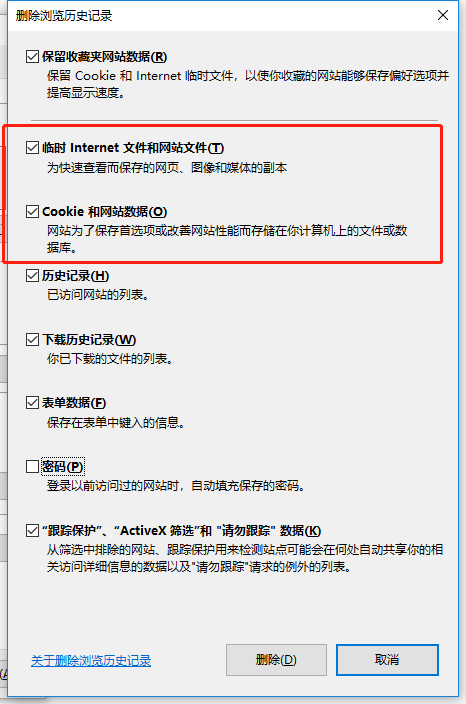 删除浏览历史记录
保留收藏夹网站数据(R)
保留 Cookie 和 Internet 临时文件，以使你收藏的网站能够保存偏好选项并
提高显示速度。
临时 Internet 文件和网站文件(T)
为快速查看而保存的网页、图像和媒体的副本
Cookie 和网站数据(O)
网站为了保存首选项或改善网站性能而存储在你计算机上的文件或数
据库。
历史记录(H)
已访问网站的列表。
下载历史记录(W)
你已下载的文件的列表。
表单数据(F)
保存在表单中键入的信息。
密码(P)
登录以前访问过的网站时，自动填充保存的密码。
“跟踪保护”、“ActiveX 筛选”和 "请勿跟踪" 数据(K)
从筛选中排除的网站、跟踪保护用来检测站点可能会在何处自动共享你的相
关访问详细信息的数据以及"请勿跟踪"请求的例外的列表。
关于删除浏览历史记录
删除(D)
取消